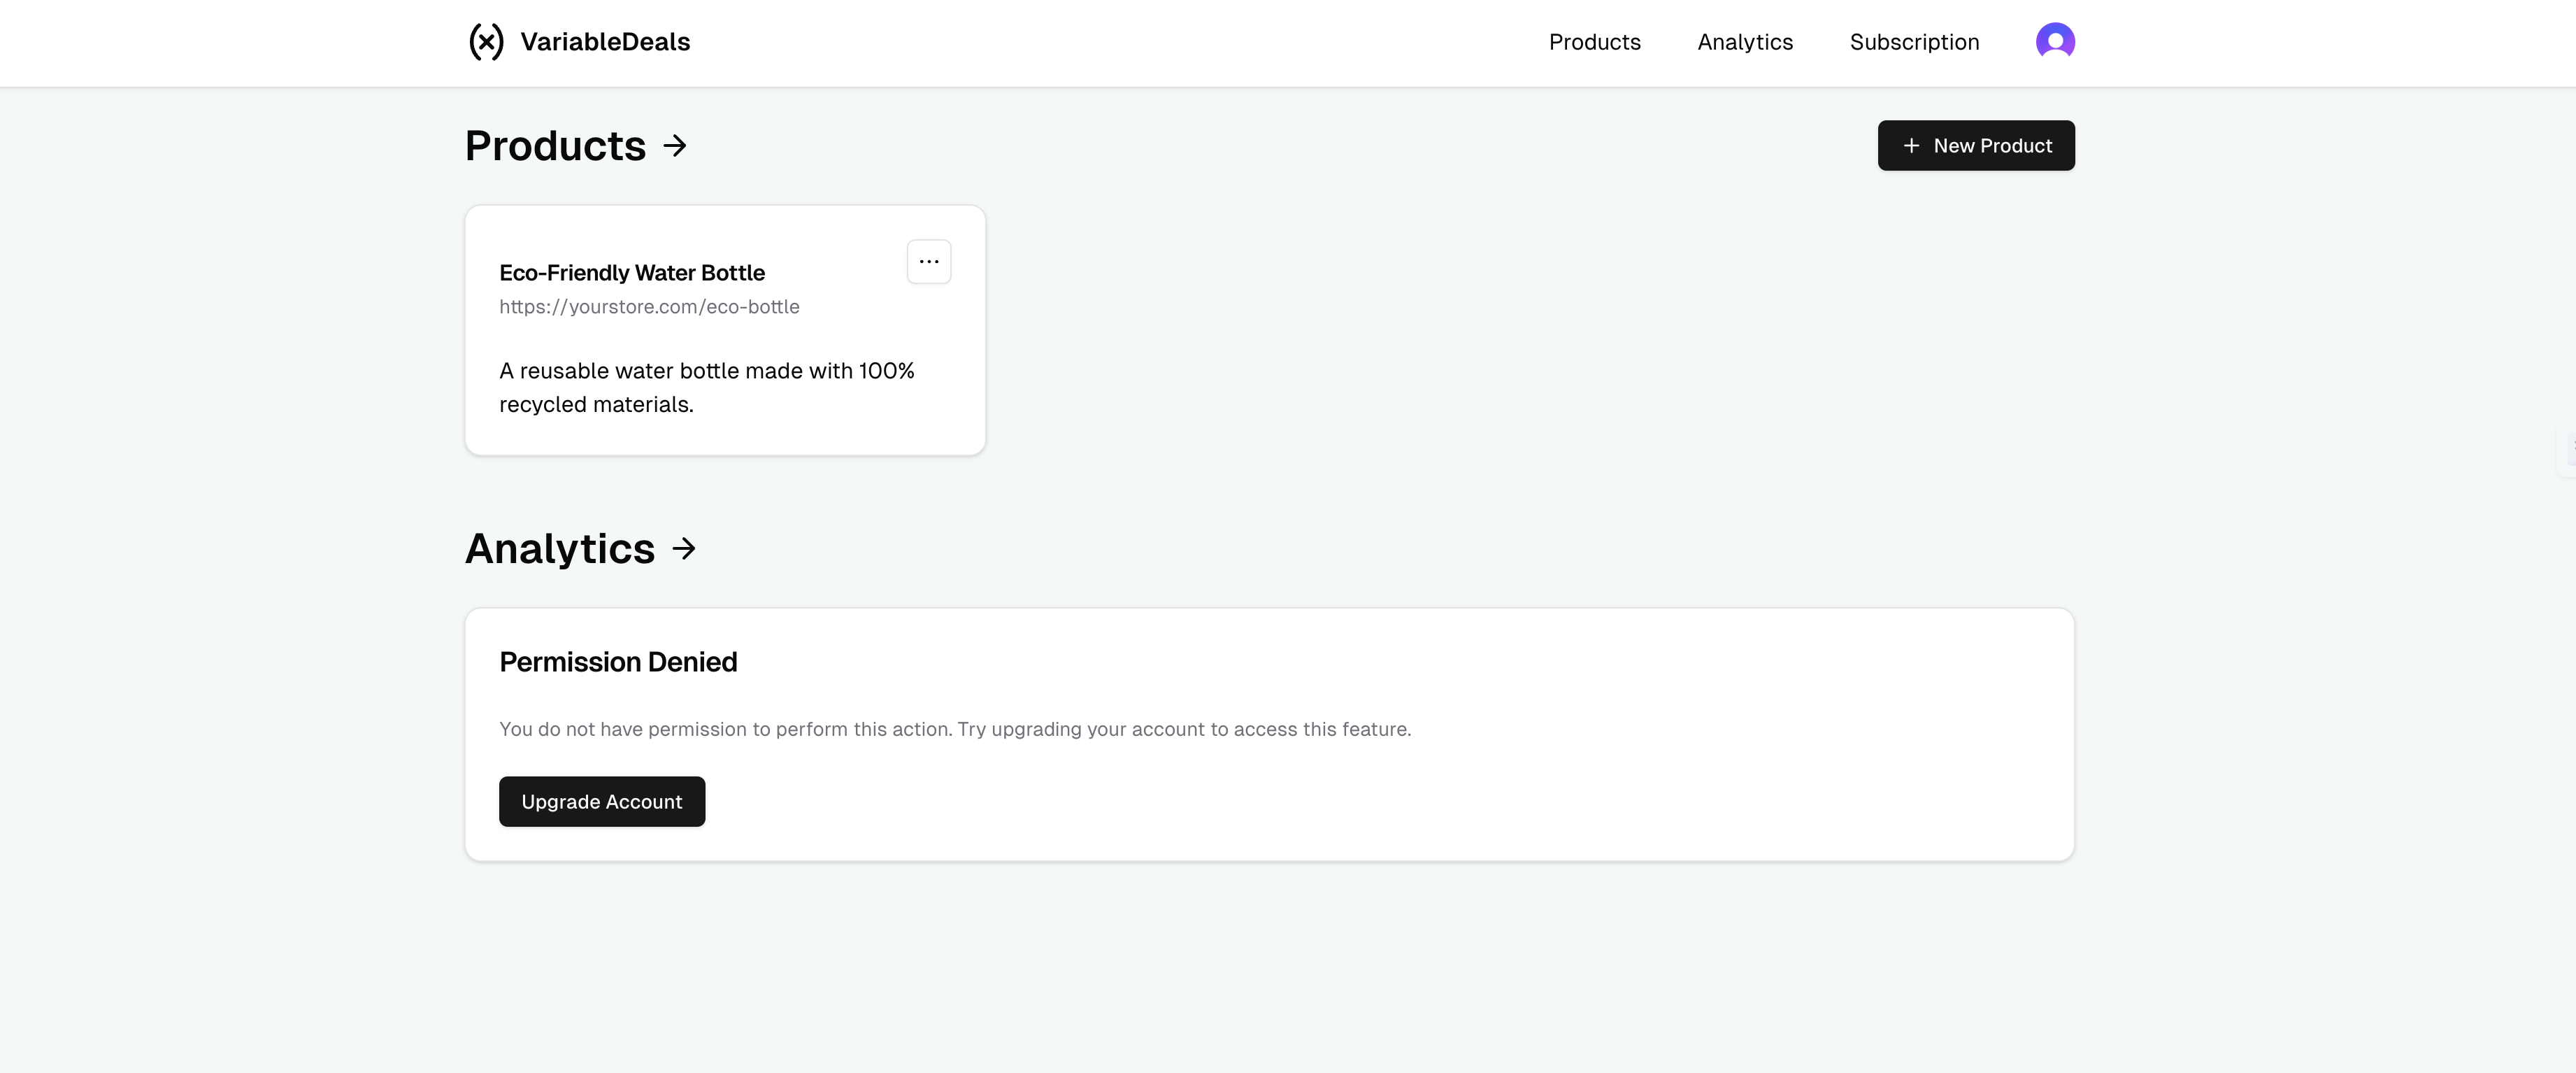 VariableDeals
Products
Analytics
Subscription
Products →
+ New Product
Eco-Friendly Water Bottle
https://yourstore.com/eco-bottle
A reusable water bottle made with 100%
recycled materials.
Analytics →
Permission Denied
You do not have permission to perform this action. Try upgrading your account to access this feature.
Upgrade Account